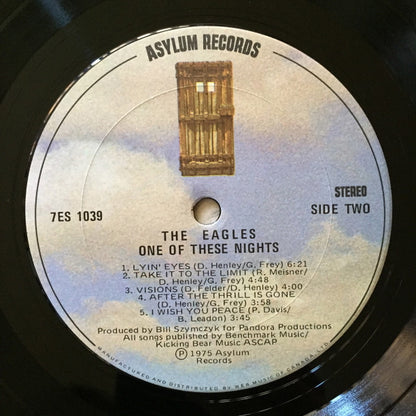 ASYLUM RECORDS
7ES 1039
STEREO
SIDE TWO
THE EAGLES
ONE OF THESE NIGHTS
1. LYIN' EYES (D. Henley/G. Frey) 6:21
2. TAKE IT TO THE LIMIT (R. Meisner/
D. Henley/G. Frey) 4:48
3. VISIONS (D. Felder/D. Henley) 4:00
4. AFTER THE THRILL IS GONE
(D. Henley/G. Frey) 3:58
5. I WISH YOU PEACE (P. Davis/
B. Leadon) 3:45
Produced by Bill Szymczyk for Pandora Productions
All songs published by Benchmark Music/
Kicking Bear Music ASCAP
Ⓟ 1975 Asylum
Records
MANUFACTURED AND DISTRIBUTED BY WEA MUSIC OF CANADA, LTD.